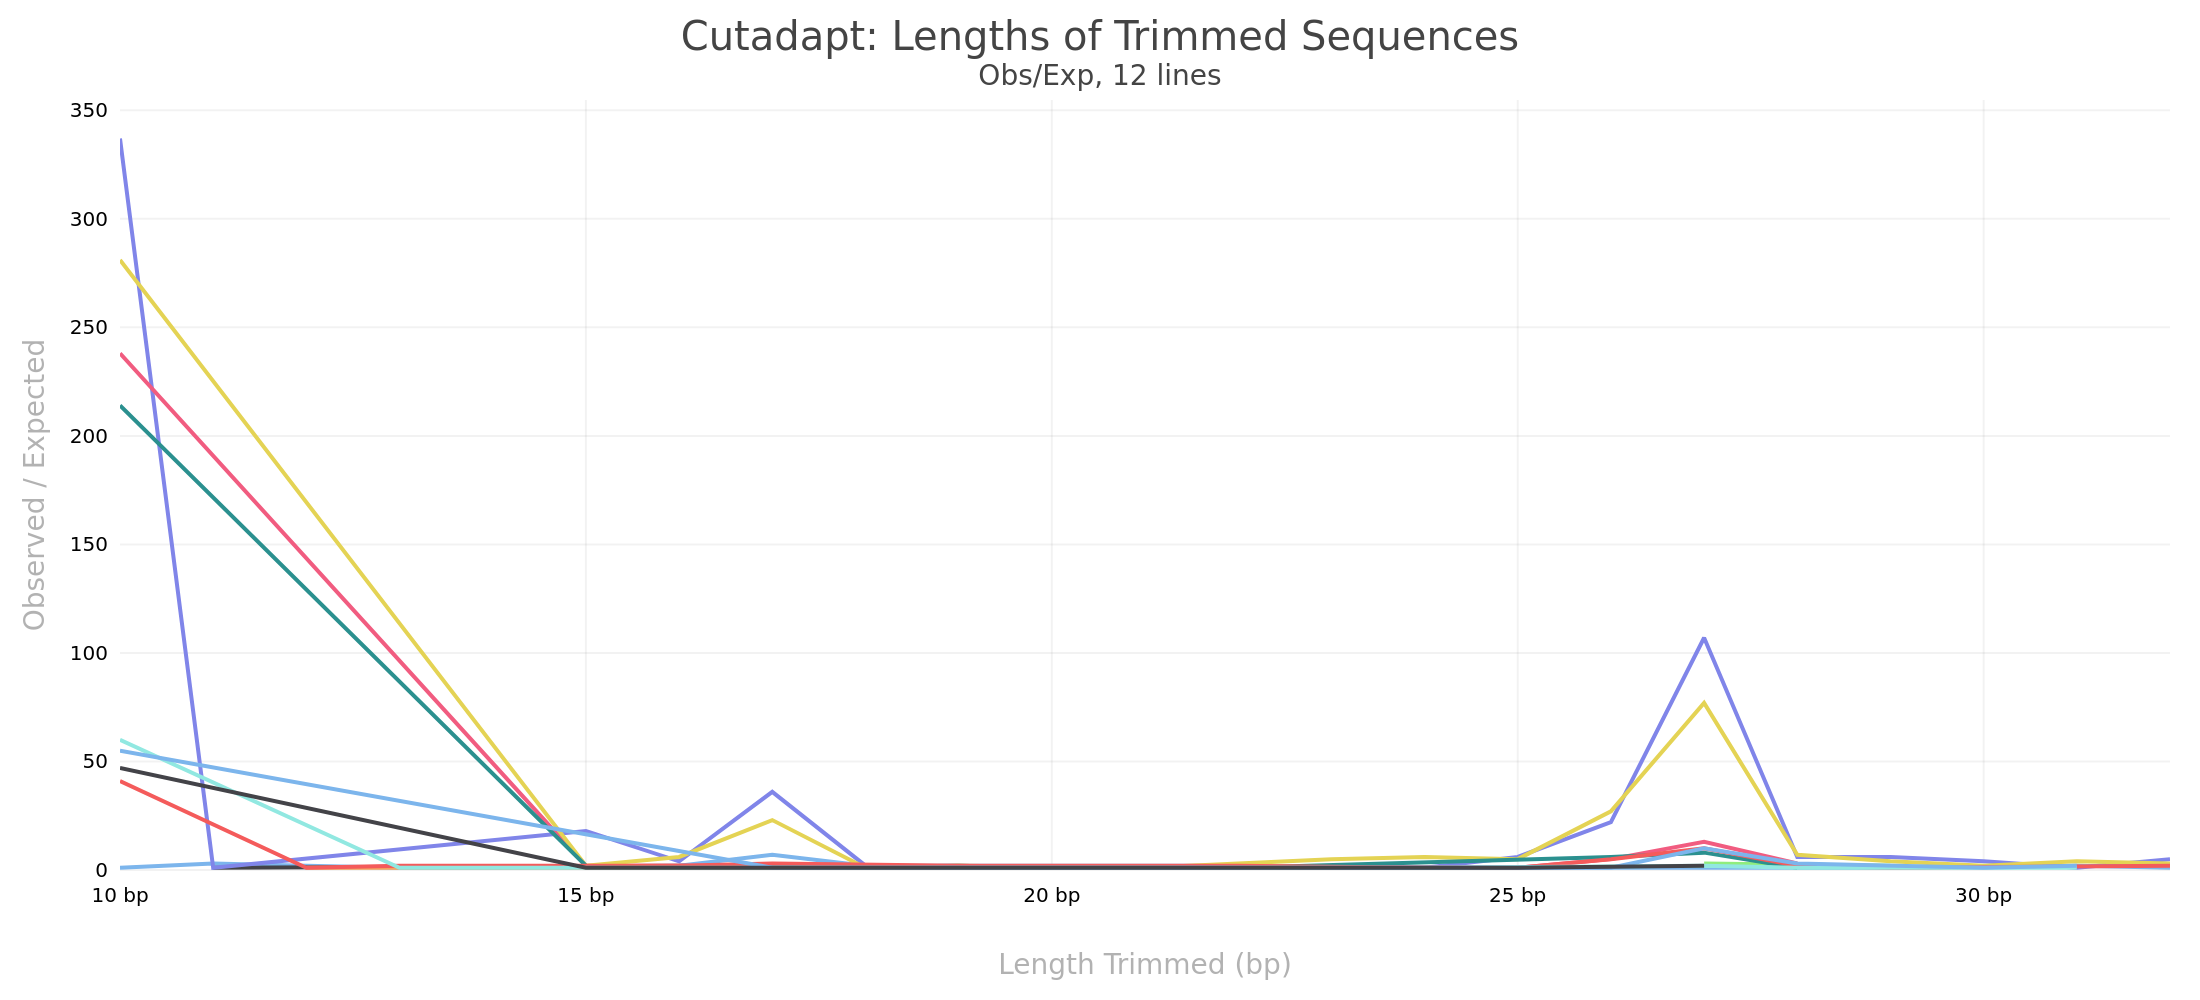 Cutadapt: Lengths of Trimmed Sequences
Obs/Exp, 12 lines
350
300
250
200
150
100
50
0
Observed / Expected
10 bp
15 bp
20 bp
25 bp
30 bp
Length Trimmed (bp)